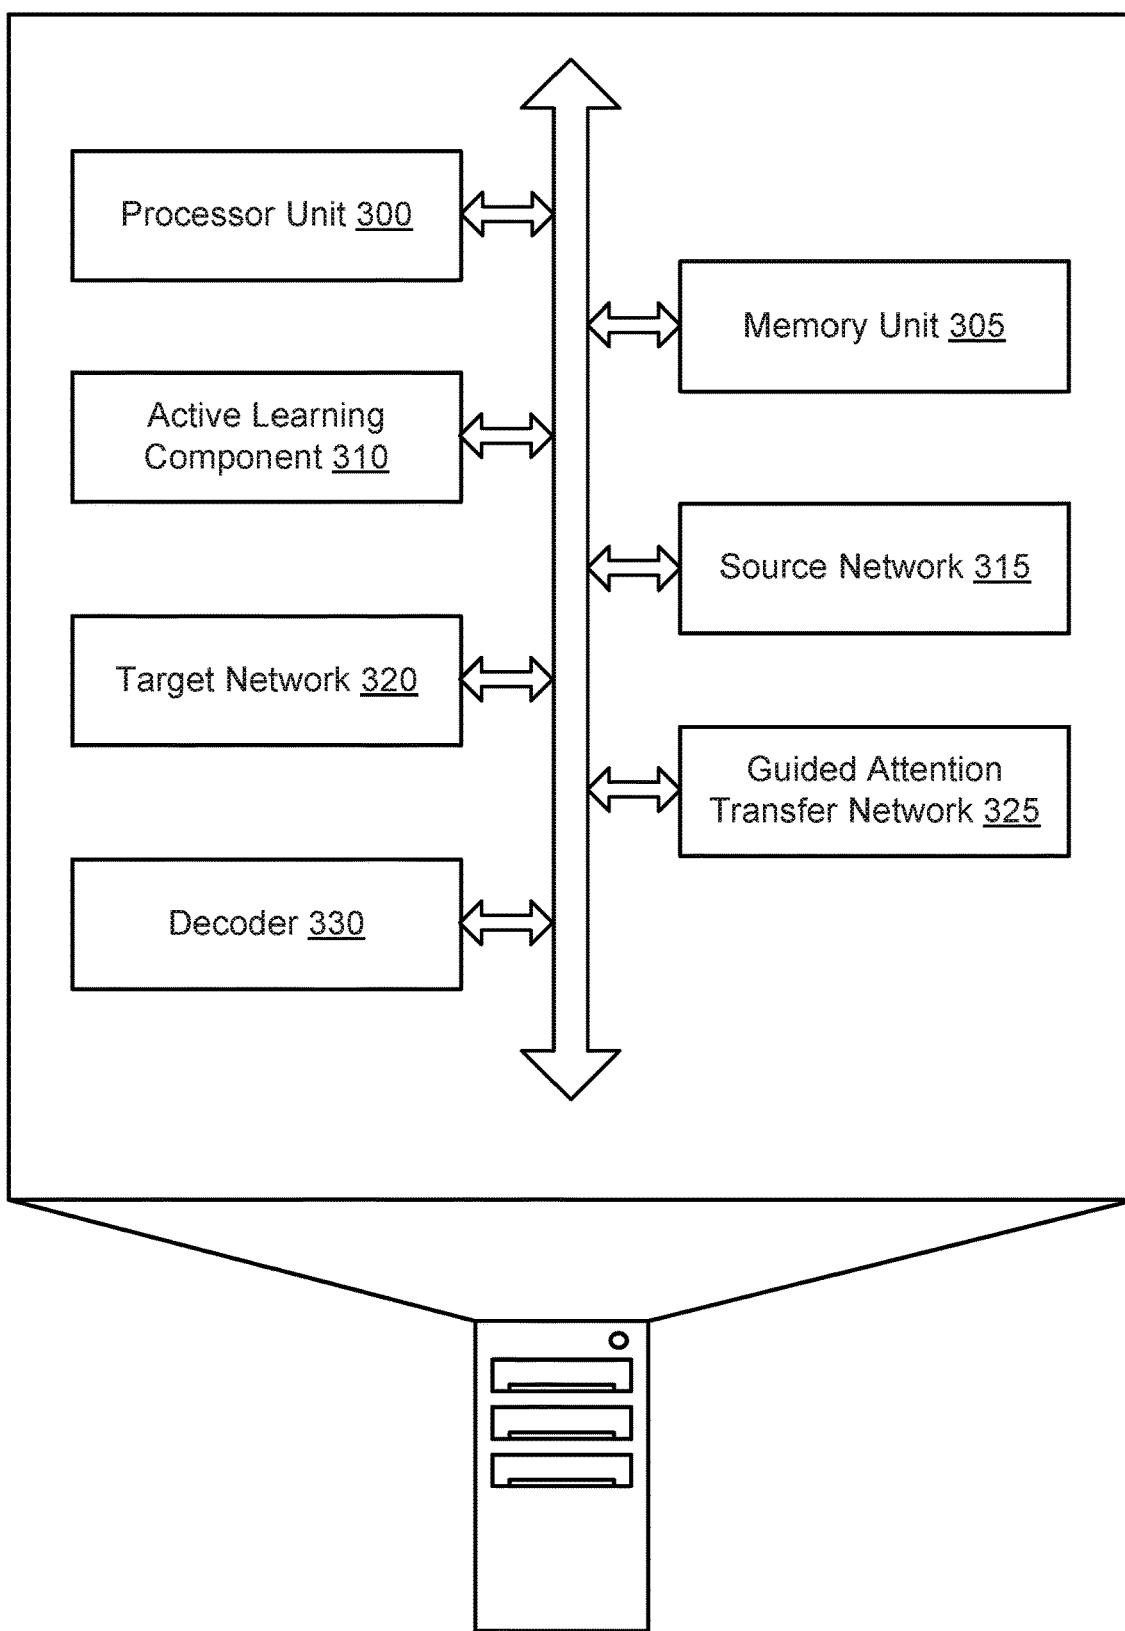 Processor Unit 300
Memory Unit 305
Active Learning
Component 310
Source Network 315
Target Network 320
Guided Attention
Transfer Network 325
Decoder 330